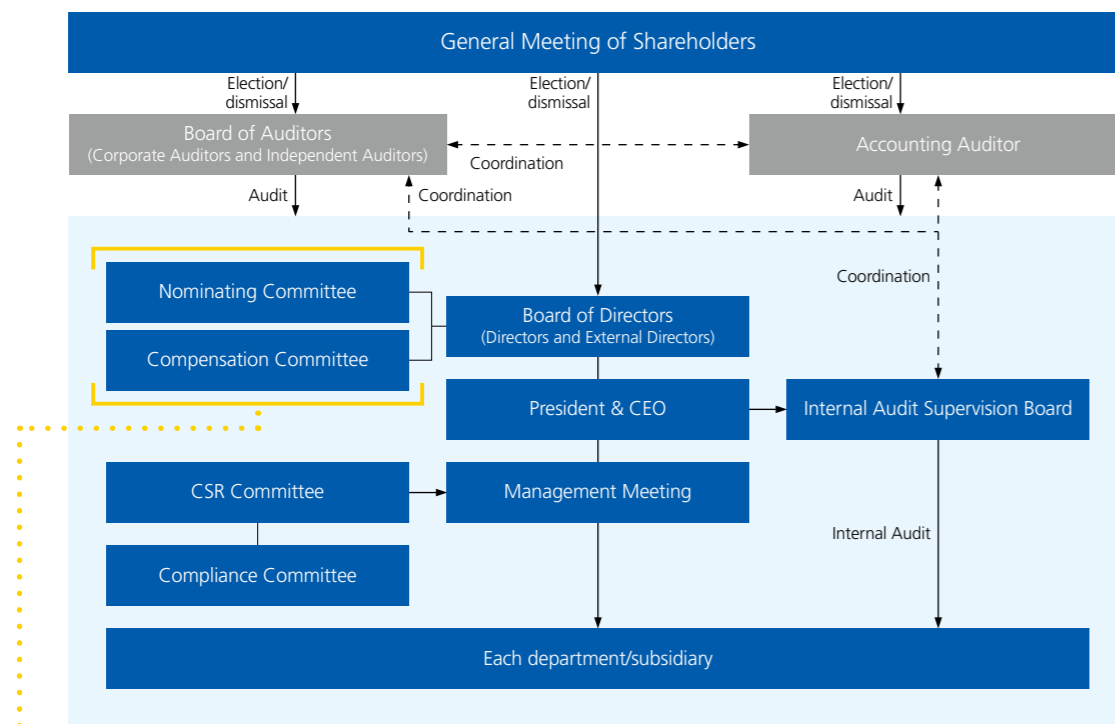 General Meeting of Shareholders
Election/
dismissal
Election/
dismissal
Election/
dismissal
Board of Auditors
(Corporate Auditors and Independent Auditors)
Coordination
Accounting Auditor
Audit
Coordination
Audit
Nominating Committee
Coordination
Board of Directors
(Directors and External Directors)
Compensation Committee
President & CEO
Internal Audit Supervision Board
CSR Committee
Management Meeting
Internal Audit
Compliance Committee
Each department/subsidiary